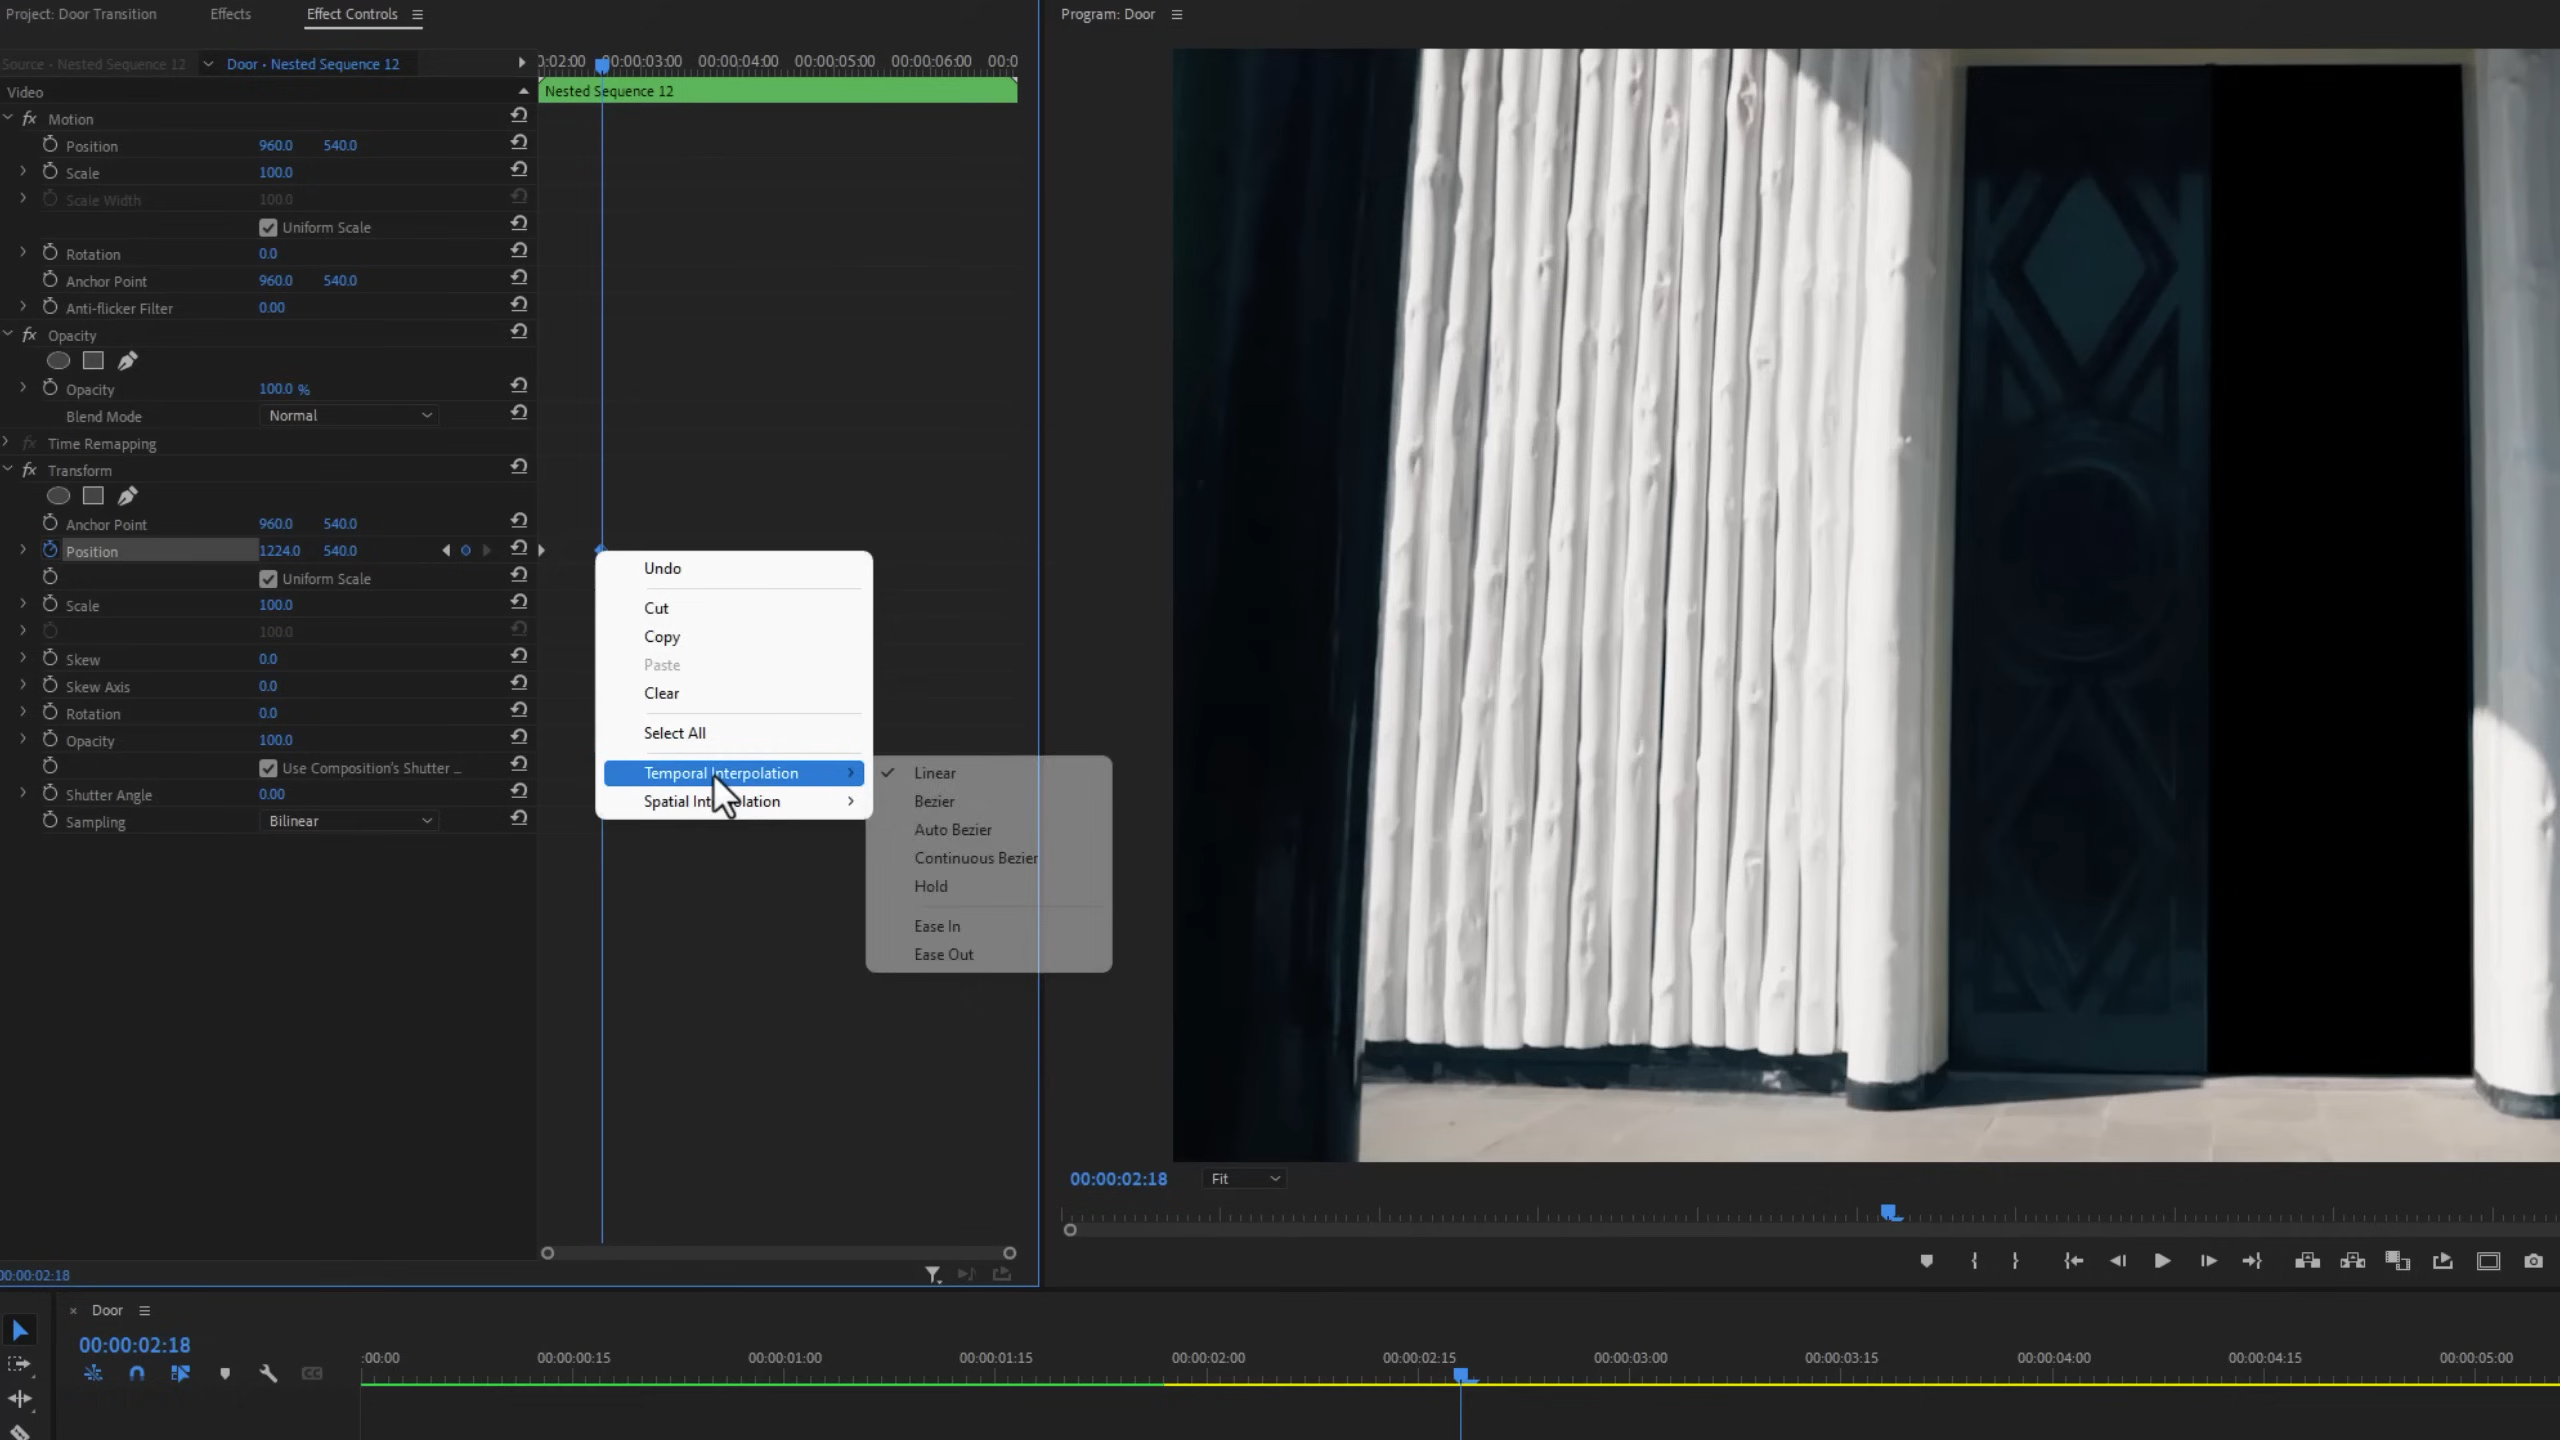 Project: Door Transition
Effects
Effect Controls
Program: Door
Source · Nested Sequence 12
Door · Nested Sequence 12
0:02:00
00:00:03:00
00:00:04:00
00:00:05:00
00:00:06:00
00:0
Video
Nested Sequence 12
fx Motion
Position 960.0 540.0
Scale 100.0
Scale Width 100.0
Uniform Scale
Rotation 0.0
Anchor Point 960.0 540.0
Anti-flicker Filter 0.00
fx Opacity
Opacity 100.0 %
Blend Mode Normal
fx Time Remapping
fx Transform
Anchor Point 960.0 540.0
Position 1224.0 540.0
Uniform Scale
Scale 100.0
100.0
Skew 0.0
Skew Axis 0.0
Rotation 0.0
Opacity 100.0
Use Composition's Shutter ...
Shutter Angle 0.00
Sampling Bilinear
Undo
Cut
Copy
Paste
Clear
Select All
Temporal Interpolation
Linear
Bezier
Auto Bezier
Continuous Bezier
Hold
Ease In
Ease Out
00:00:02:18
Fit
00:00:02:18
Door
00:00:02:18
:00:00
00:00:00:15
00:00:01:00
00:00:01:15
00:00:02:00
00:00:02:15
00:00:03:00
00:00:03:15
00:00:04:00
00:00:04:15
00:00:05:00